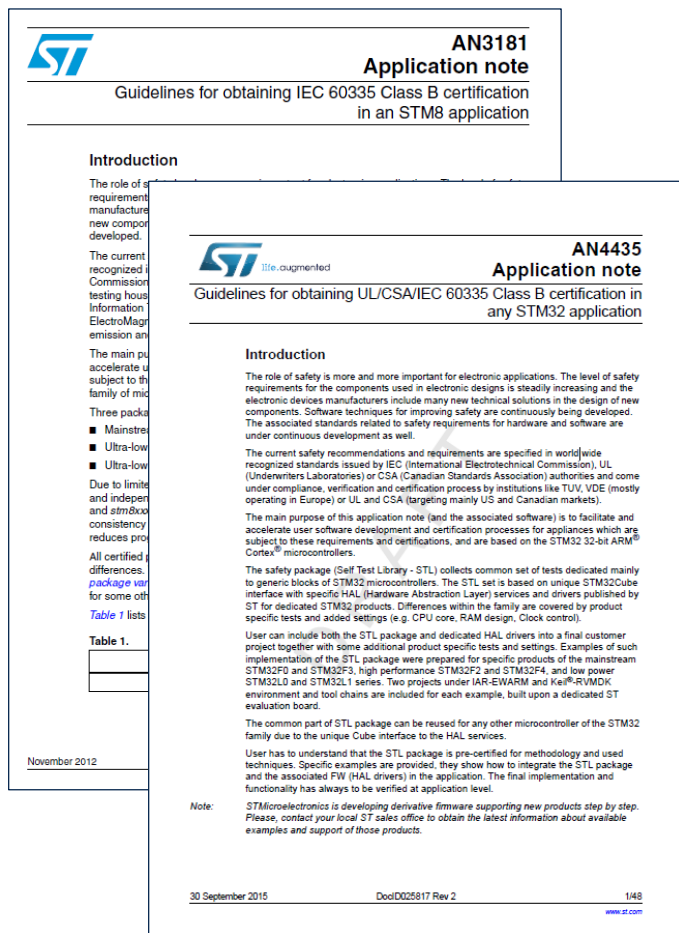 ST
AN3181
Application note
Guidelines for obtaining IEC 60335 Class B certification
in an STM8 application
Introduction
The role of
requirement
manufacture
new compor
developed.
The current
recognized i
Commission
testing hous
Information
ElectroMagr
emission an
The main pu
accelerate u
subject to th
family of mic
Three packa
■ Mainstrea
■ Ultra-low
■ Ultra-low
Due to limite
and indepen
and stm8xx
consistency
reduces pro
All certified p
differences.
package var
for some oth
Table 1 lists
Table 1.
November 2012
ST life.augmented
AN4435
Application note
Guidelines for obtaining UL/CSA/IEC 60335 Class B certification in
any STM32 application
Introduction
The role of safety is more and more important for electronic applications. The level of safety
requirements for the components used in electronic designs is steadily increasing and the
electronic devices manufacturers include many new technical solutions in the design of new
components. Software techniques for improving safety are continuously being developed.
The associated standards related to safety requirements for hardware and software are
under continuous development as well.
The current safety recommendations and requirements are specified in worldwide
recognized standards issued by IEC (International Electrotechnical Commission), UL
(Underwriters Laboratories) or CSA (Canadian Standards Association) authorities and come
under compliance, verification and certification process by institutions like TUV, VDE (mostly
operating in Europe) or UL and CSA (targeting mainly US and Canadian markets).
The main purpose of this application note (and the associated software) is to facilitate and
accelerate user software development and certification processes for appliances which are
subject to these requirements and certifications, and are based on the STM32 32-bit ARM®
Cortex® microcontrollers.
The safety package (Self Test Library - STL) collects common set of tests dedicated mainly
to generic blocks of STM32 microcontrollers. The STL set is based on unique STM32Cube
interface with specific HAL (Hardware Abstraction Layer) services and drivers published by
ST for dedicated STM32 products. Differences within the family are covered by product
specific tests and added settings (e.g. CPU core, RAM design, Clock control).
User can include both the STL package and dedicated HAL drivers into a final customer
project together with some additional product specific tests and settings. Examples of such
implementation of the STL package were prepared for specific products of the mainstream
STM32F0 and STM32F3, high performance STM32F2 and STM32F4, and low power
STM32L0 and STM32L1 series. Two projects under IAR-EWARM and Keil®-RVMDK
environment and tool chains are included for each example, built upon a dedicated ST
evaluation board.
The common part of STL package can be reused for any other microcontroller of the STM32
family due to the unique Cube interface to the HAL services.
User has to understand that the STL package is pre-certified for methodology and used
techniques. Specific examples are provided, they show how to integrate the STL package
and the associated FW (HAL drivers) in the application. The final implementation and
functionality has always to be verified at application level.
Note: STMicroelectronics is developing derivative firmware supporting new products step by step.
Please, contact your local ST sales office to obtain the latest information about available
examples and support of those products.
DRAFT
30 September 2015 DocID025817 Rev 2 1/48
www.st.com